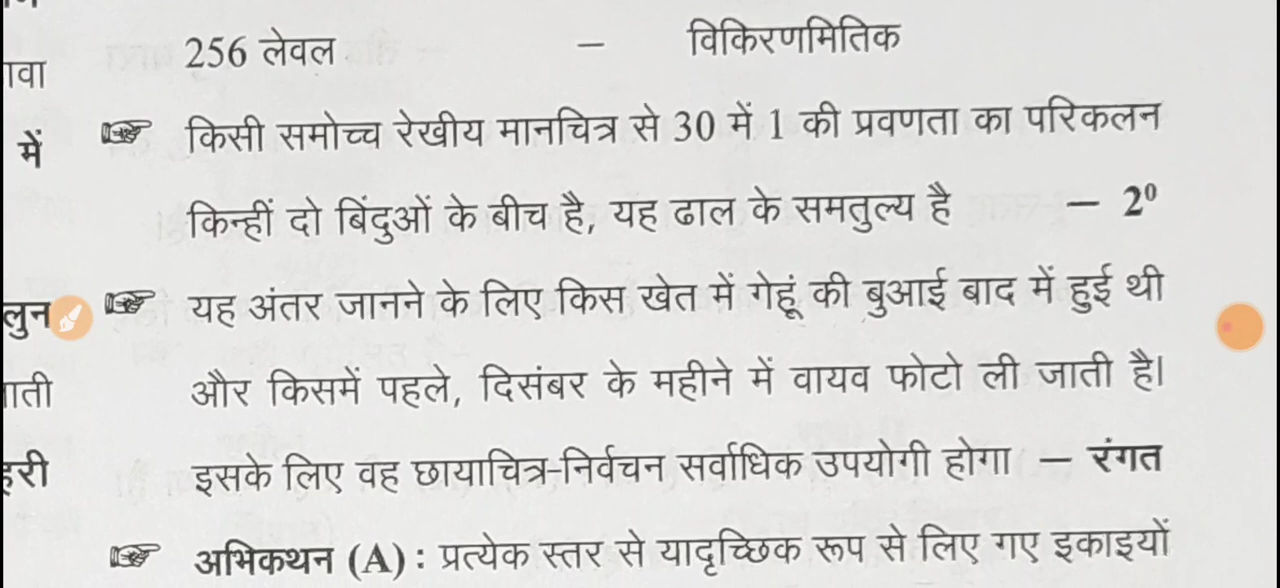 256 लेवल – विकिरणमितिक
वा
में
किसी समोच्च रेखीय मानचित्र से 30 में 1 की प्रवणता का परिकलन
किन्हीं दो बिंदुओं के बीच है, यह ढाल के समतुल्य है – 2⁰
लुन
यह अंतर जानने के लिए किस खेत में गेहूं की बुआई बाद में हुई थी
और किसमें पहले, दिसंबर के महीने में वायव फोटो ली जाती है।
ाती
इसके लिए वह छायाचित्र-निर्वचन सर्वाधिक उपयोगी होगा – रंगत
हरी
अभिकथन (A) : प्रत्येक स्तर से यादृच्छिक रूप से लिए गए इकाइयों